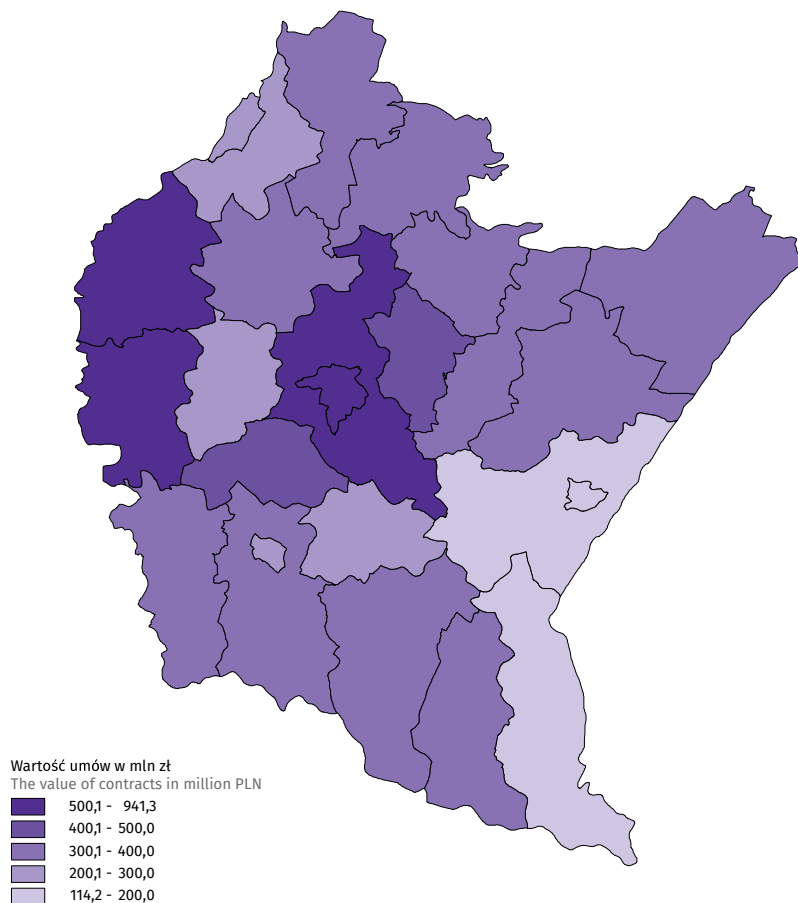 Wartość umów w mln zł
The value of contracts in million PLN
500,1 - 941,3
400,1 - 500,0
300,1 - 400,0
200,1 - 300,0
114,2 - 200,0